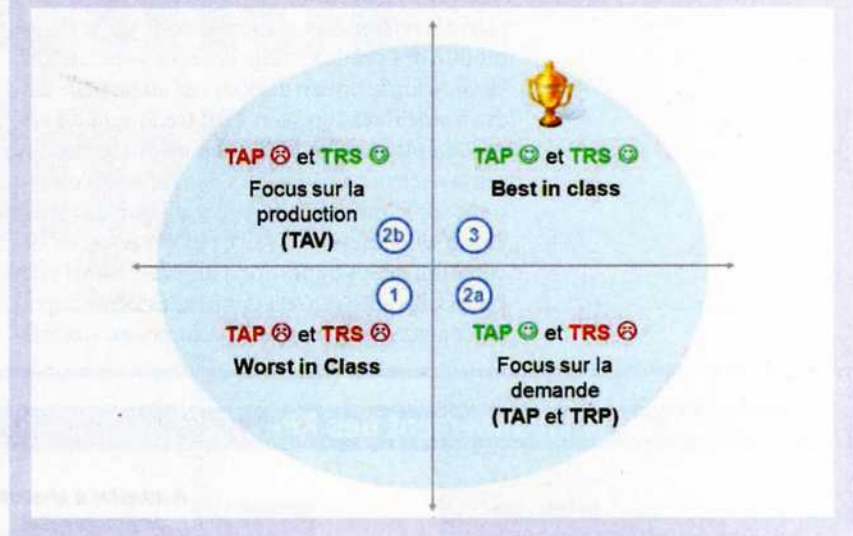 TAP ☹ et TRS ☺
Focus sur la
production
(TAV)
2b
TAP ☺ et TRS ☺
Best in class
3
1
TAP ☹ et TRS ☹
Worst in Class
2a
TAP ☺ et TRS ☹
Focus sur la
demande
(TAP et TRP)